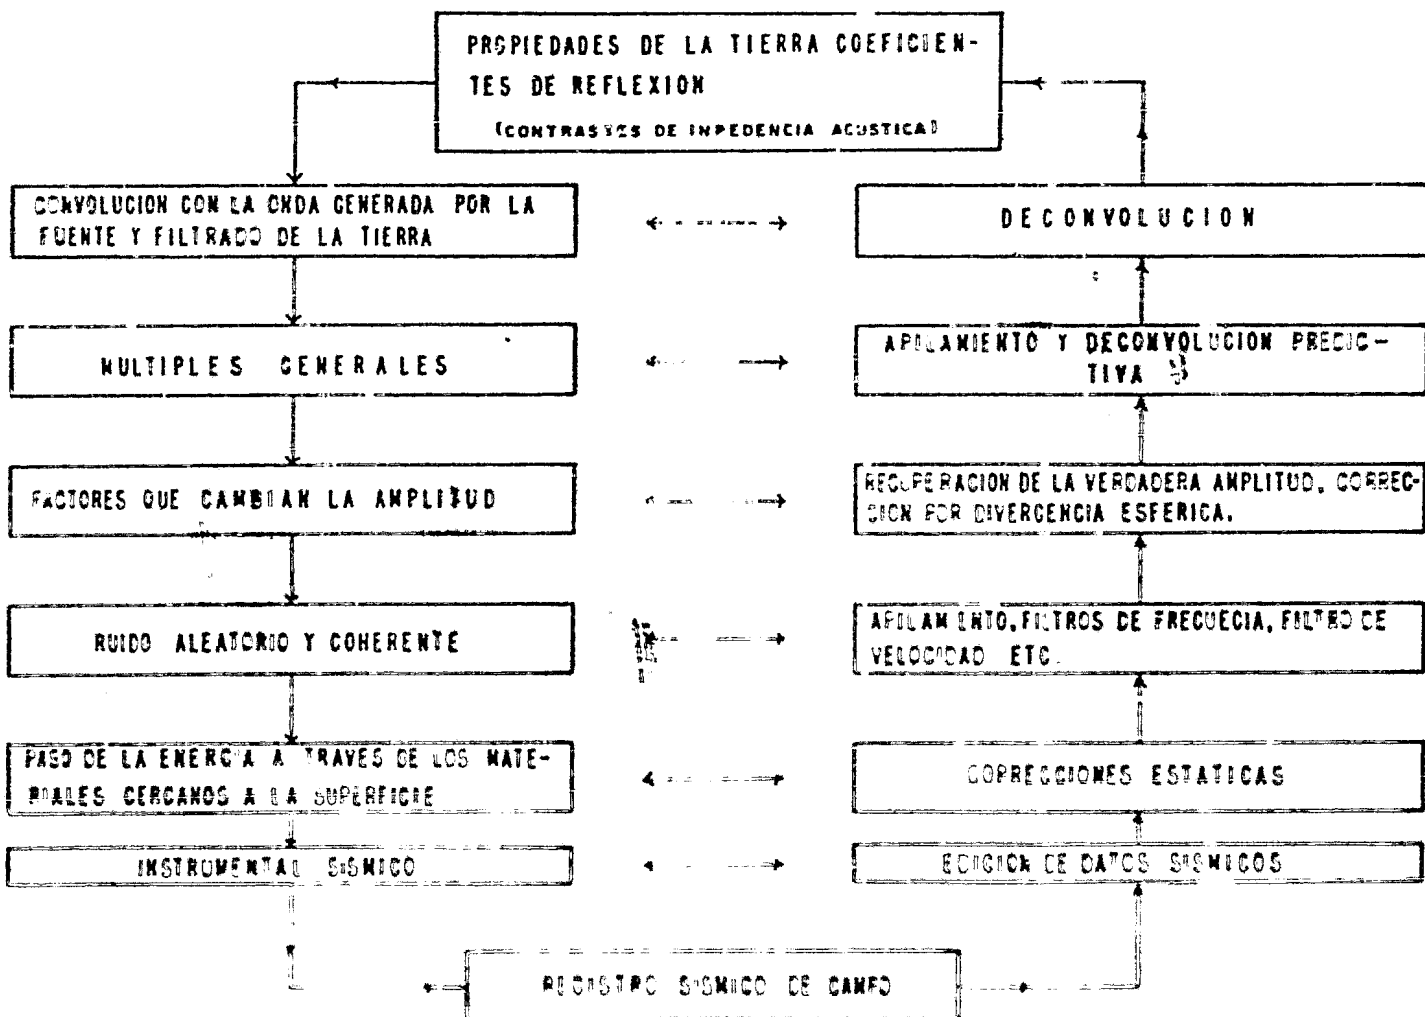 PROPIEDADES DE LA TIERRA COEFICIEN-
TES DE REFLEXION
(CONTRASTES DE INPEDENCIA ACUSTICA)
CONVOLUCION CON LA ONDA GENERADA POR LA
FUENTE Y FILTRADO DE LA TIERRA
DECONVOLUCION
MULTIPLES GENERALES
APILAMIENTO Y DECONVOLUCION PREDIC-
TIVA
FACTORES QUE CAMBIAN LA AMPLITUD
RECUPERACION DE LA VERDADERA AMPLITUD. CORREC-
CION POR DIVERGENCIA ESFERICA.
RUIDO ALEATORIO Y COHERENTE
APILAMIENTO, FILTROS DE FRECUECIA, FILTRO DE
VELOCIDAD ETC.
PASO DE LA ENERGIA A TRAVES DE LOS MATE-
RIALES CERCANOS A LA SUPERFICIE
CORRECCIONES ESTATICAS
INSTRUMENTAL SISMICO
EDICION DE DATOS SISMICOS
REGISTRO SISMICO DE CAMPO